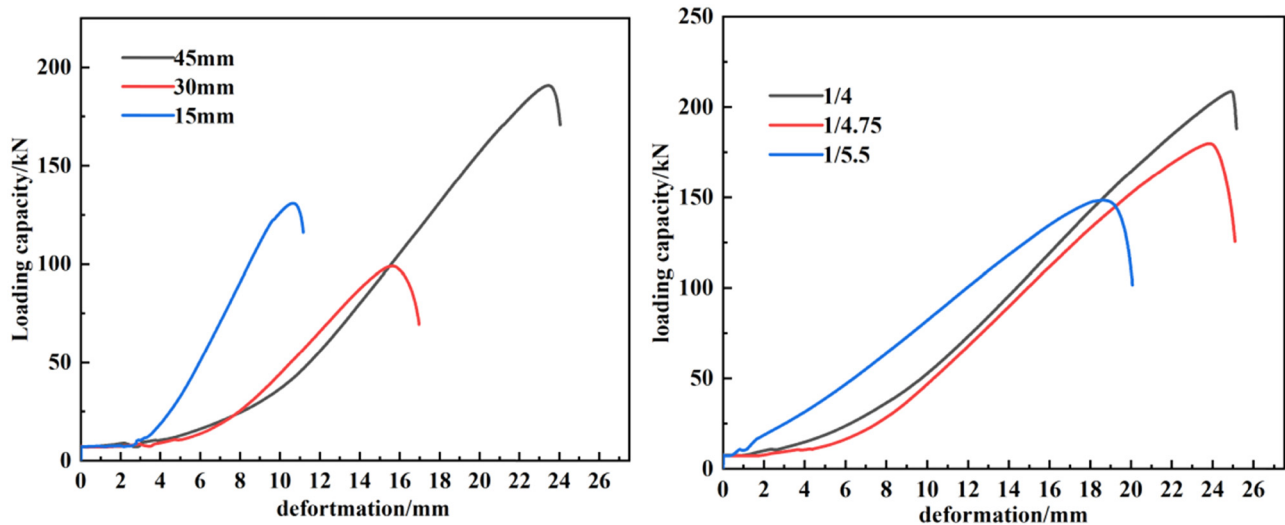 Loading capacity/kN
200
150
100
50
0
45mm
30mm
15mm
0 2 4 6 8 10 12 14 16 18 20 22 24 26
defortmation/mm
loading capacity/kN
250
200
150
100
50
0
1/4
1/4.75
1/5.5
0 2 4 6 8 10 12 14 16 18 20 22 24 26
deformation/mm